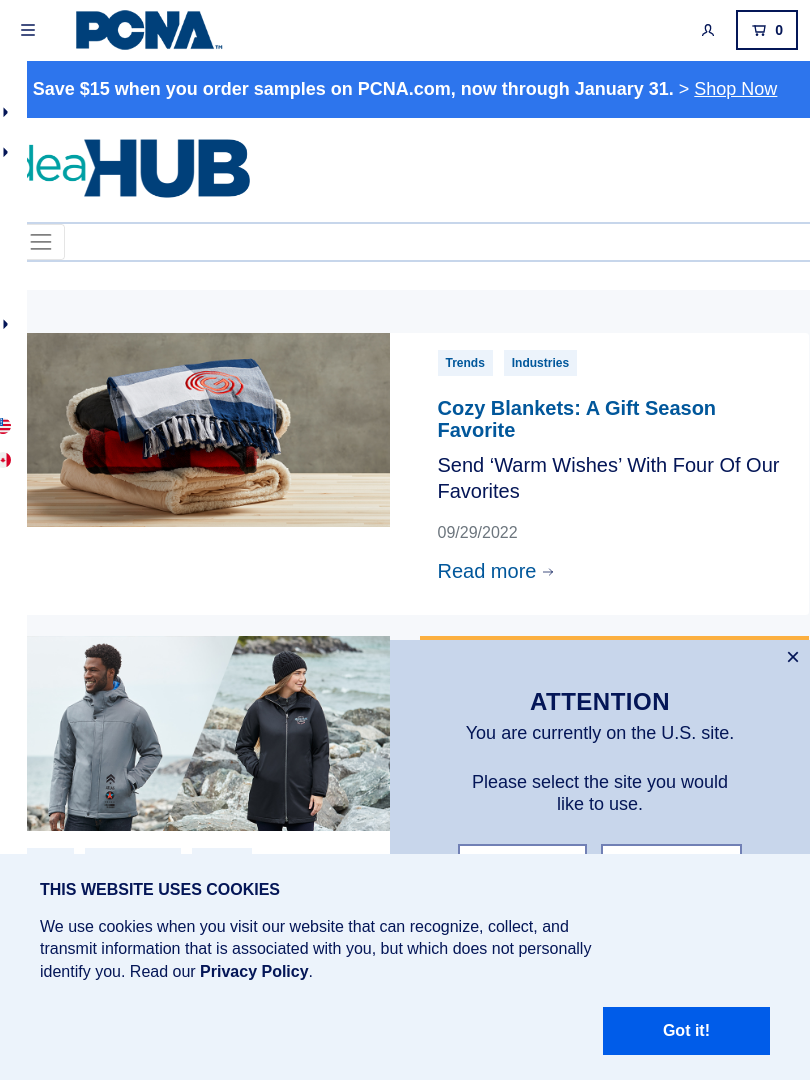 PCNA™
0
Save $15 when you order samples on PCNA.com, now through January 31. > Shop Now
deaHUB
Trends Industries
Cozy Blankets: A Gift Season
Favorite
Send ‘Warm Wishes’ With Four Of Our
Favorites
09/29/2022
Read more
ATTENTION
You are currently on the U.S. site.
Please select the site you would
like to use.
THIS WEBSITE USES COOKIES
We use cookies when you visit our website that can recognize, collect, and
transmit information that is associated with you, but which does not personally
identify you. Read our Privacy Policy.
Got it!